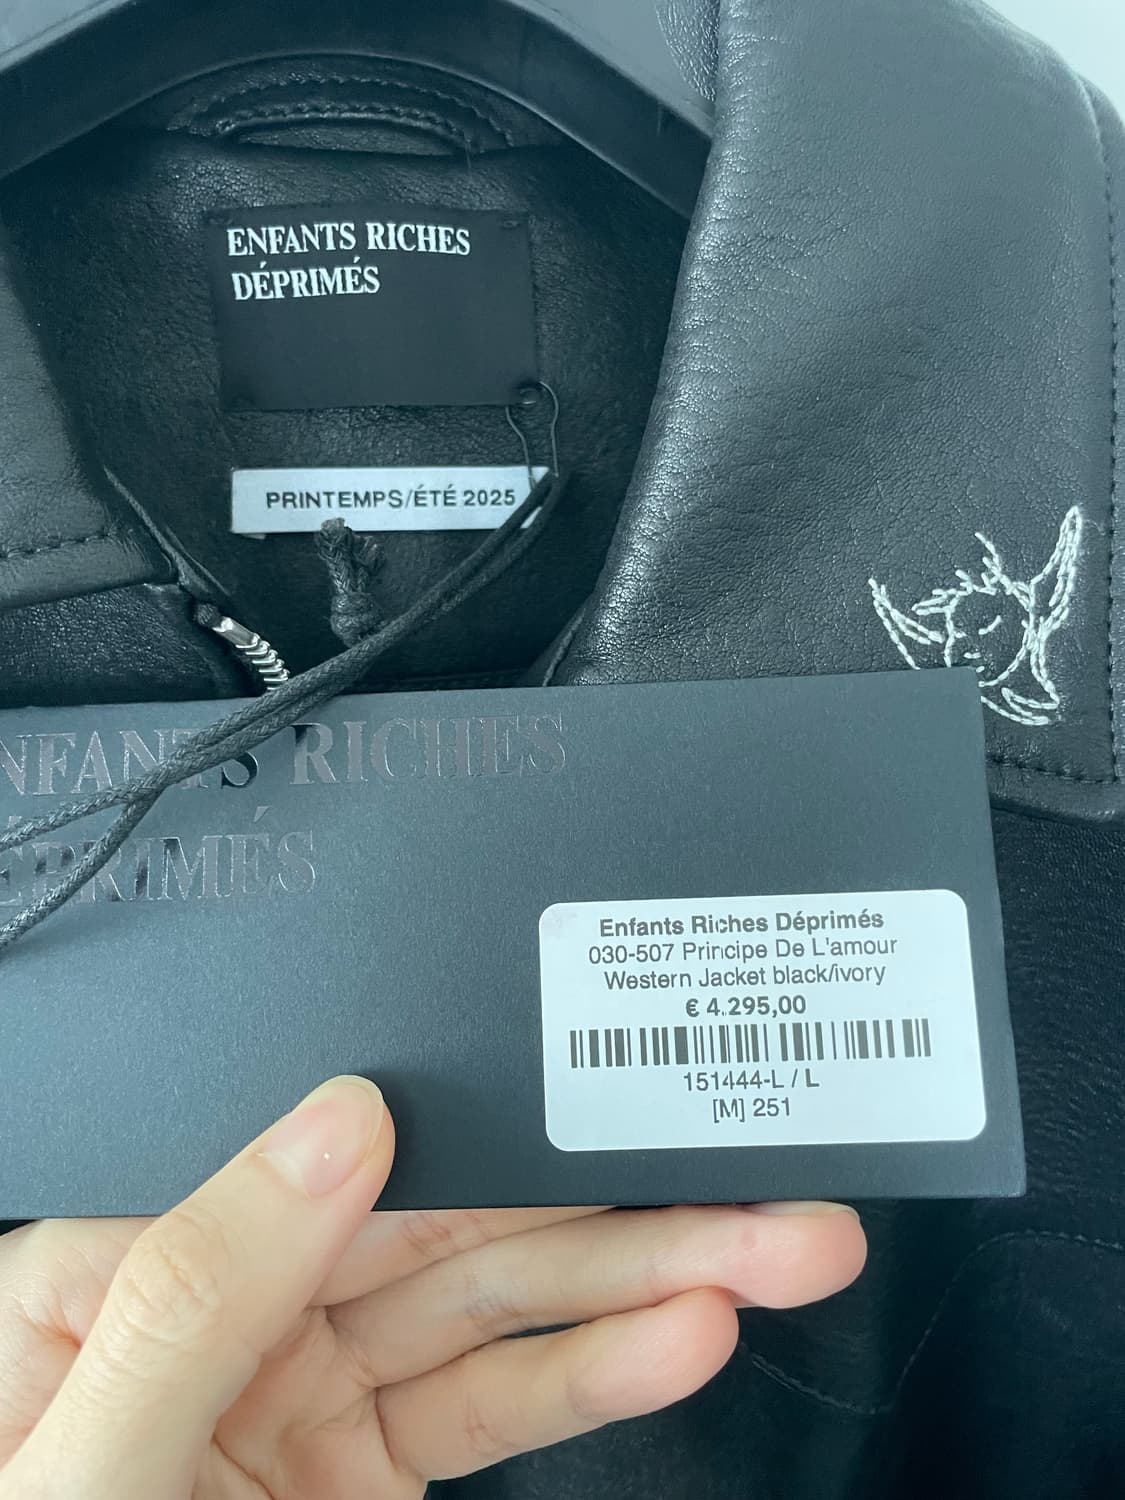 ENFANTS RICHES
DÉPRIMÉS
PRINTEMPS/ÉTÉ 2025
NFANTS RICHES
ÉPRIMÉS
Enfants Riches Déprimés
030-507 Principe De L'amour
Western Jacket black/ivory
€ 4.295,00
151444-L / L
[M] 251